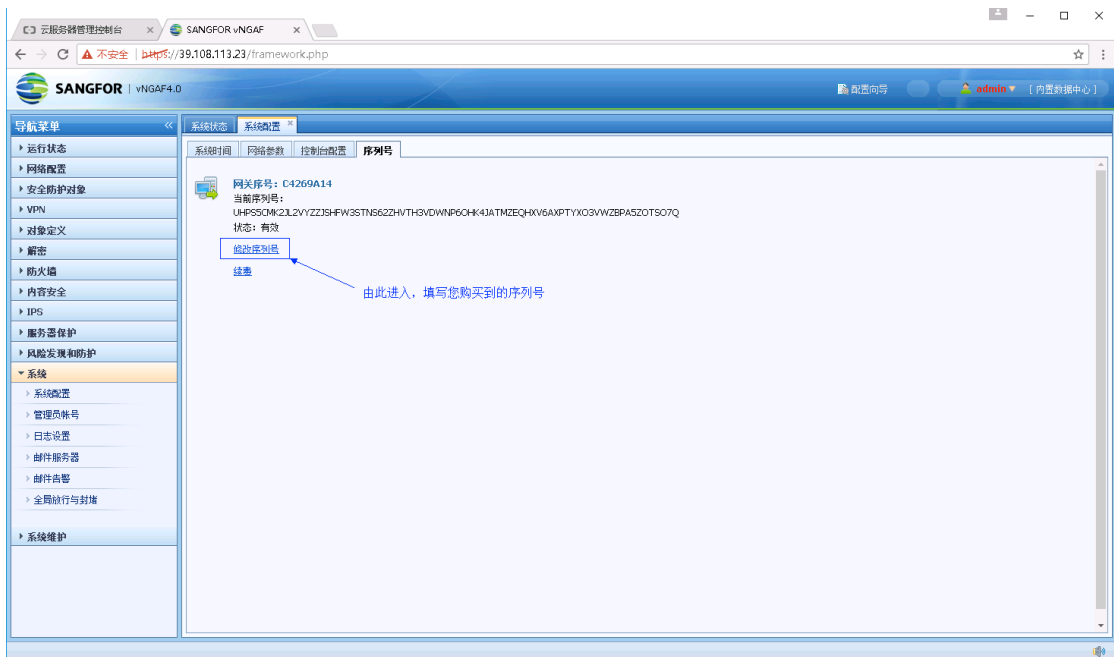 云服务器管理控制台
SANGFOR vNGAF
不安全 | https://39.108.113.23/framework.php
SANGFOR | vNGAF4.0
配置向导
admin
[ 内置数据中心 ]
导航菜单
系统状态
系统配置
运行状态
网络配置
安全防护对象
VPN
对象定义
解密
防火墙
内容安全
IPS
服务器保护
风险发现和防护
系统
系统配置
管理员帐号
日志设置
邮件服务器
邮件告警
全局放行与封堵
系统维护
系统时间
网络参数
控制台配置
序列号
网关序号：C4269A14
当前序列号：
UHPS5CMK2JL2VYZZJSHFW3STNS62ZHVTH3VDWNP6OHK4JATMZEQHXV6AXPTYXO3VWZBPA5ZOTSO7Q
状态：有效
修改序列号
续费
由此进入，填写您购买到的序列号